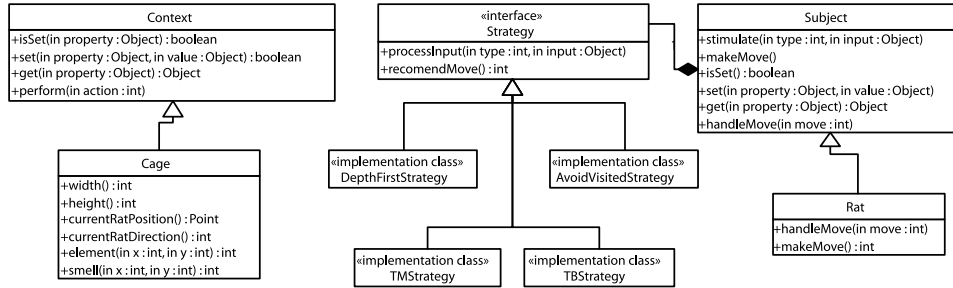 Context
+isSet(in property : Object) : boolean
+set(in property : Object, in value : Object) : boolean
+get(in property : Object) : Object
+perform(in action : int)
Cage
+width() : int
+height() : int
+currentRatPosition() : Point
+currentRatDirection() : int
+element(in x : int, in y : int) : int
+smell(in x : int, in y : int) : int
«interface»
Strategy
+processInput(in type : int, in input : Object)
+recomendMove() : int
«implementation class»
DepthFirstStrategy
«implementation class»
AvoidVisitedStrategy
«implementation class»
TMStrategy
«implementation class»
TBStrategy
Subject
+stimulate(in type : int, in input : Object)
+makeMove()
+isSet() : boolean
+set(in property : Object, in value : Object)
+get(in property : Object) : Object
+handleMove(in move : int)
Rat
+handleMove(in move : int)
+makeMove() : int